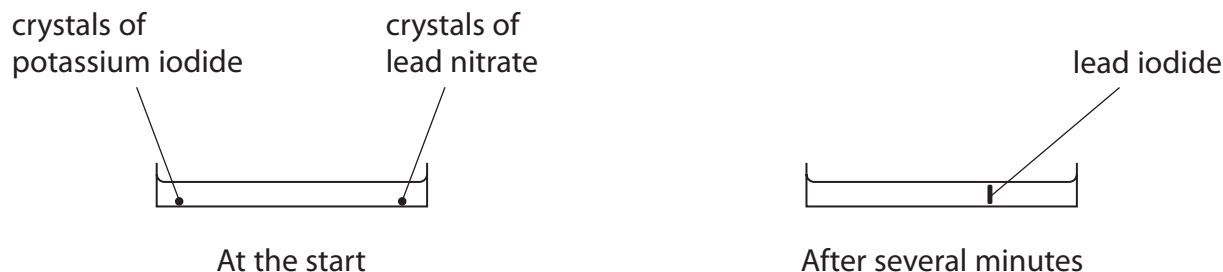 crystals of
potassium iodide
crystals of
lead nitrate
lead iodide
At the start
After several minutes